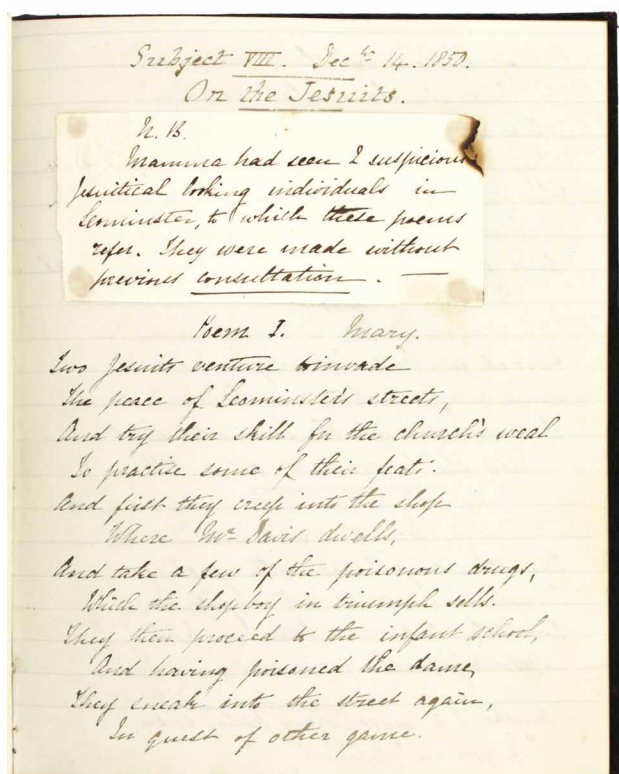 Subject VIII. Decbr 14. 1850.
On the Jesuits.
N. B.
Mamma had seen 2 suspicious
Jesuitical looking individuals in
Leominster, to which these poems
refer. They were made without
previous consultation. —
Poem I. Mary.
Two Jesuits venture to invade
The peace of Leominster's streets,
And try their skill for the church's weal
To practise some of their feats.
And first they creep into the shop
Where Mr Davis dwells,
And take a few of the poisonous drugs,
Which the shopboy in triumph sells.
They then proceed to the infant school,
And having poisoned the dame,
They sneak into the street again,
In quest of other game.